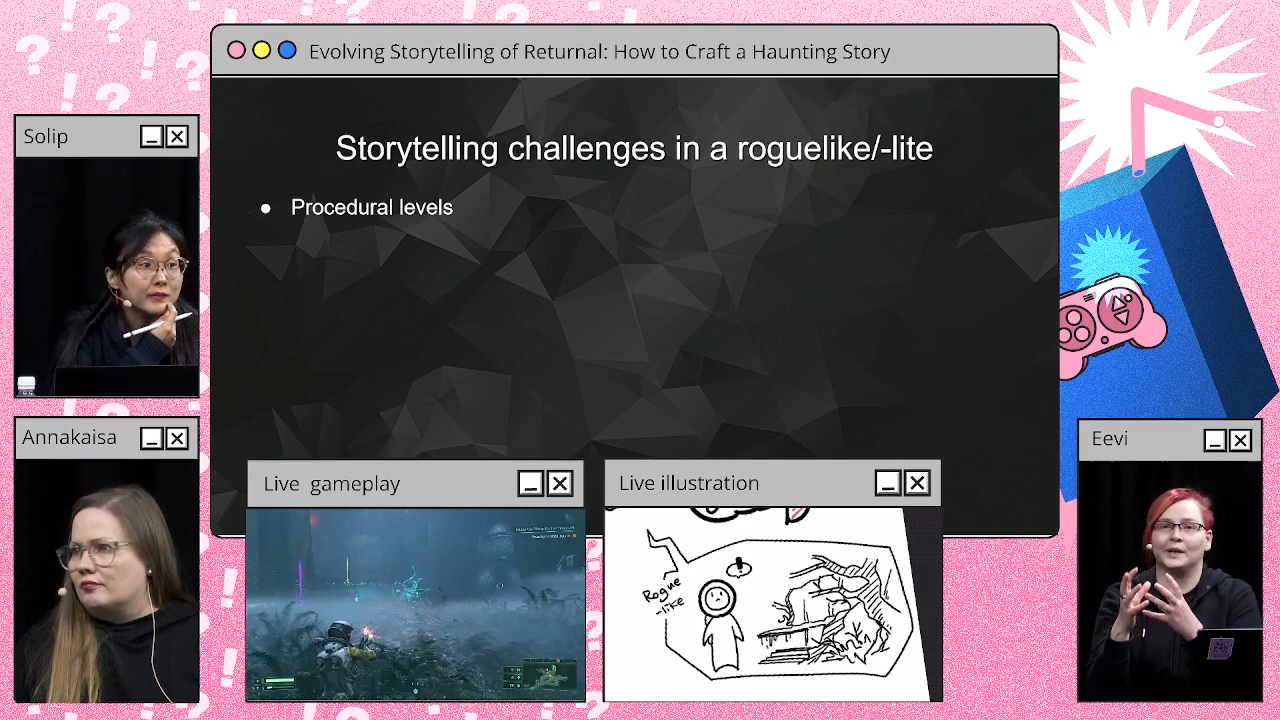 Evolving Storytelling of Returnal: How to Craft a Haunting Story
Solip
Storytelling challenges in a roguelike/-lite
● Procedural levels
Annakaisa
Eevi
Live gameplay
Live illustration
Rogue
-like